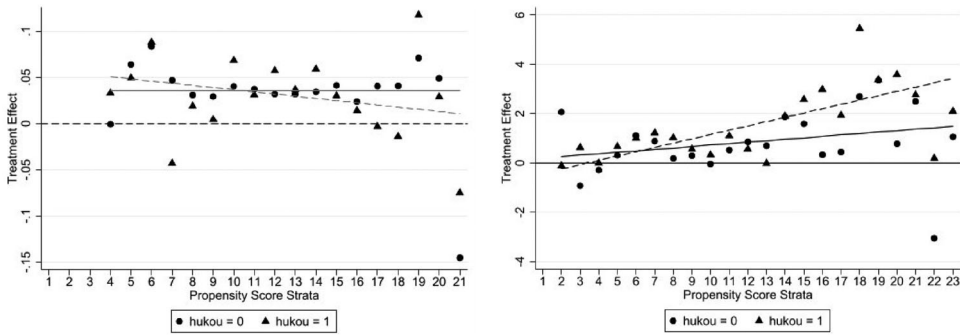 Treatment Effect
.1
.05
0
-.05
-.1
-.15
1 2 3 4 5 6 7 8 9 10 11 12 13 14 15 16 17 18 19 20 21
Propensity Score Strata
hukou = 0 hukou = 1
Treatment Effect
6
4
2
0
-2
-4
1 2 3 4 5 6 7 8 9 10 11 12 13 14 15 16 17 18 19 20 21 22 23
Propensity Score Strata
hukou = 0 hukou = 1